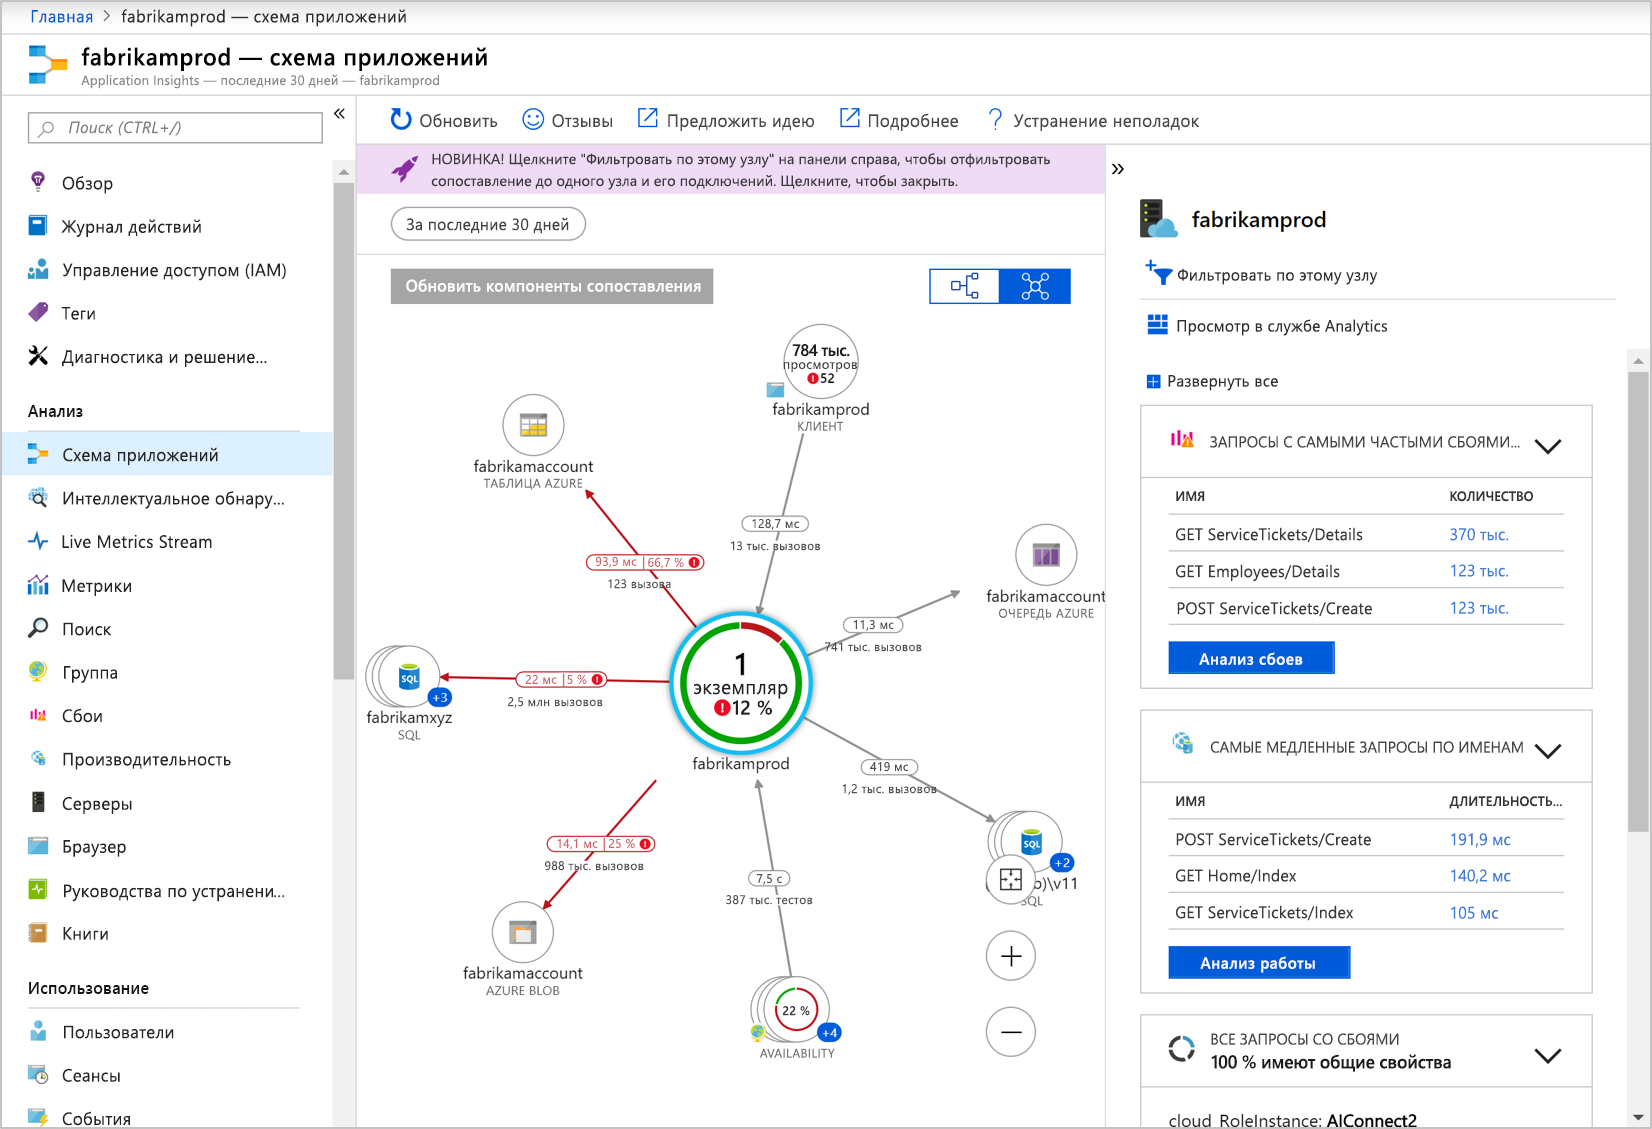 Главная > fabrikamprod — схема приложений
fabrikamprod — схема приложений
Application Insights — последние 30 дней — fabrikamprod
Поиск (CTRL+/)
«
Обзор
Журнал действий
Управление доступом (IAM)
Теги
Диагностика и решение...
Анализ
Схема приложений
Интеллектуальное обнару...
Live Metrics Stream
Метрики
Поиск
Группа
Сбои
Производительность
Серверы
Браузер
Руководства по устранени...
Книги
Использование
Пользователи
Сеансы
События
Обновить
Отзывы
Предложить идею
Подробнее
? Устранение неполадок
НОВИНКА! Щелкните "Фильтровать по этому узлу" на панели справа, чтобы отфильтровать
сопоставление до одного узла и его подключений. Щелкните, чтобы закрыть.
За последние 30 дней
Обновить компоненты сопоставления
784 тыс.
просмотров
52
fabrikamprod
КЛИЕНТ
fabrikamaccount
ТАБЛИЦА AZURE
128,7 мс
13 тыс. вызовов
93,9 мс | 66,7 %
123 вызова
fabrikamaccount
ОЧЕРЕДЬ AZURE
11,3 мс
741 тыс. вызовов
SQL
+3
fabrikamxyz
SQL
22 мс | 5 %
2,5 млн вызовов
1
экземпляр
12 %
fabrikamprod
419 мс
1,2 тыс. вызовов
SQL
+2
b)\v11
SQL
14,1 мс | 25 %
988 тыс. вызовов
fabrikamaccount
AZURE BLOB
7,5 с
387 тыс. тестов
22 %
+4
AVAILABILITY
»
fabrikamprod
Фильтровать по этому узлу
Просмотр в службе Analytics
Развернуть все
ЗАПРОСЫ С САМЫМИ ЧАСТЫМИ СБОЯМИ...
ИМЯ КОЛИЧЕСТВО
GET ServiceTickets/Details 370 тыс.
GET Employees/Details 123 тыс.
POST ServiceTickets/Create 123 тыс.
Анализ сбоев
САМЫЕ МЕДЛЕННЫЕ ЗАПРОСЫ ПО ИМЕНАМ
ИМЯ ДЛИТЕЛЬНОСТЬ...
POST ServiceTickets/Create 191,9 мс
GET Home/Index 140,2 мс
GET ServiceTickets/Index 105 мс
Анализ работы
ВСЕ ЗАПРОСЫ СО СБОЯМИ
100 % имеют общие свойства
cloud_RoleInstance: AIConnect2